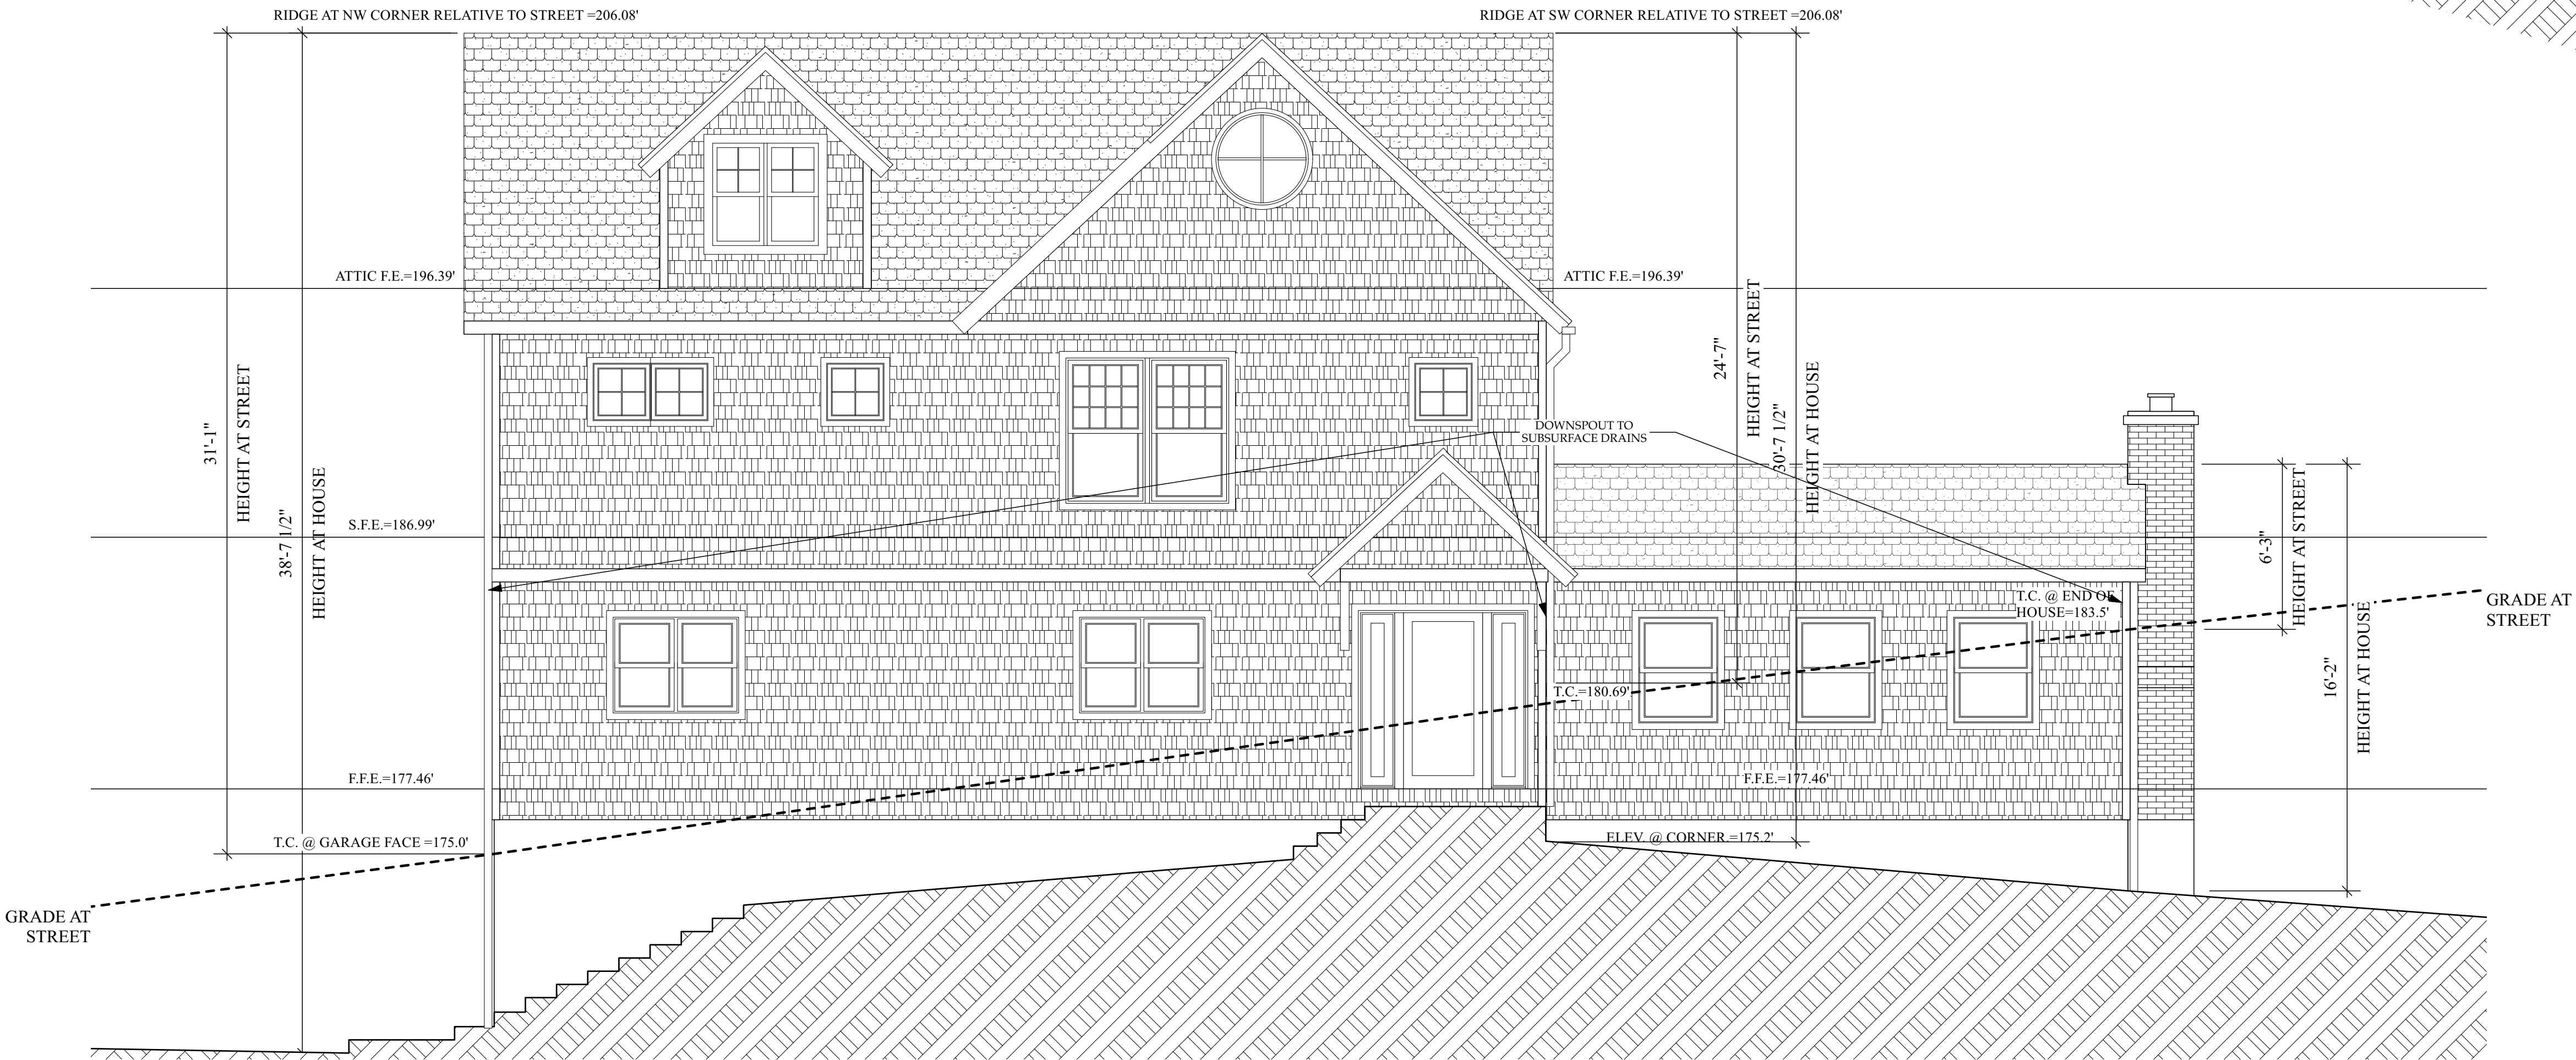 RIDGE AT NW CORNER RELATIVE TO STREET =206.08'
RIDGE AT SW CORNER RELATIVE TO STREET =206.08'
ATTIC F.E.=196.39'
ATTIC F.E.=196.39'
31'-1"
HEIGHT AT STREET
38'-7 1/2"
HEIGHT AT HOUSE
24'-7"
HEIGHT AT STREET
30'-7 1/2"
HEIGHT AT HOUSE
DOWNSPOUT TO
SUBSURFACE DRAINS
S.F.E.=186.99'
6'-3"
HEIGHT AT STREET
16'-2"
HEIGHT AT HOUSE
T.C. @ END OF
HOUSE=183.5'
GRADE AT
STREET
T.C.=180.69'
F.F.E.=177.46'
F.F.E.=177.46'
T.C. @ GARAGE FACE =175.0'
ELEV. @ CORNER =175.2'
GRADE AT
STREET